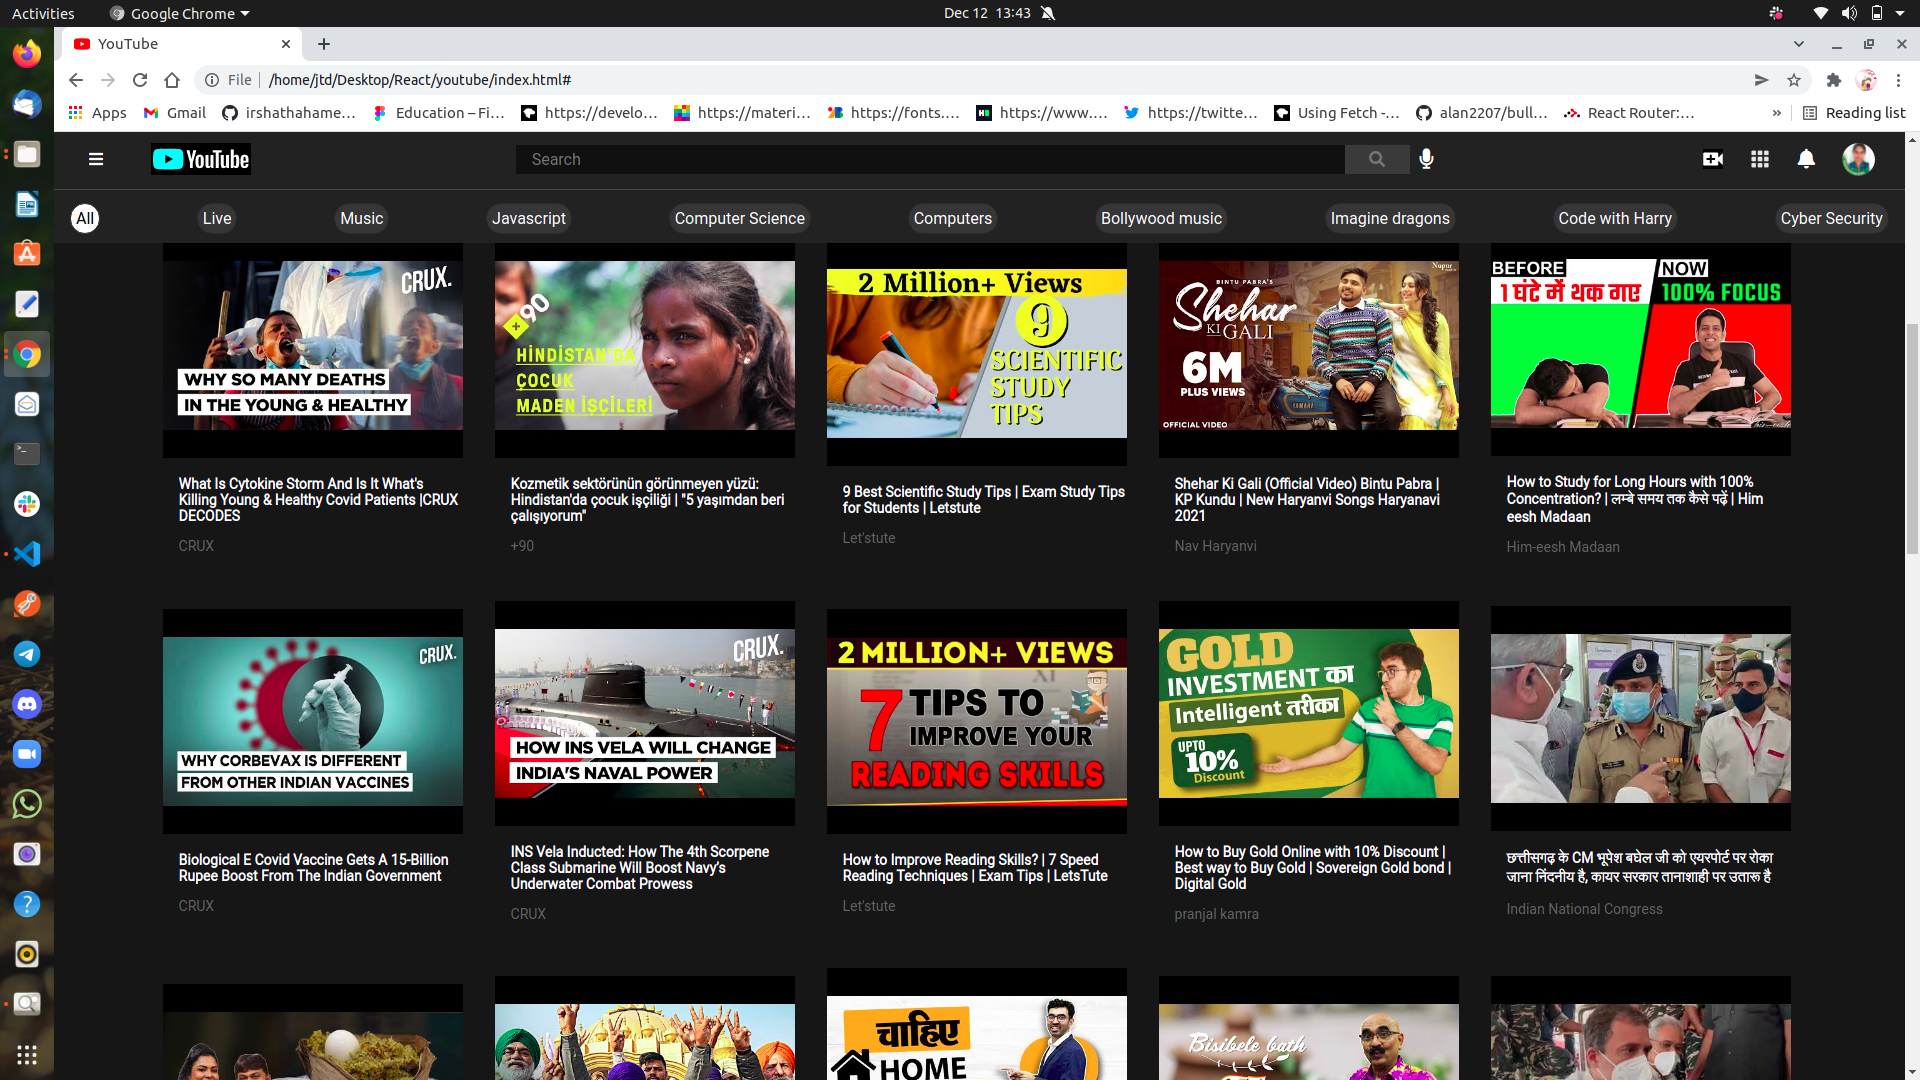 Activities
Google Chrome
Dec 12 13:43
YouTube
File
/home/jtd/Desktop/React/youtube/index.html#
Apps
Gmail
irshathahame...
Education – Fi...
https://develo...
https://materi...
https://fonts....
https://www....
https://twitte...
Using Fetch -...
alan2207/bull...
React Router:...
»
Reading list
YouTube
Search
All
Live
Music
Javascript
Computer Science
Computers
Bollywood music
Imagine dragons
Code with Harry
Cyber Security
CRUX.
WHY SO MANY DEATHS
IN THE YOUNG & HEALTHY
+90
HİNDİSTAN'DA
ÇOCUK
MADEN İŞÇİLERİ
2 Million+ Views
9
SCIENTIFIC
STUDY
TIPS
Nupur
BINTU PABRA'S
Shehar
KI GALI
6M
PLUS VIEWS
YAMAHA
OFFICIAL VIDEO
BEFORE
1 घंटे में थक गए
NOW
100% FOCUS
him-eesh
What Is Cytokine Storm And Is It What's
Killing Young & Healthy Covid Patients |CRUX
DECODES
CRUX
Kozmetik sektörünün görünmeyen yüzü:
Hindistan'da çocuk işçiliği | "5 yaşımdan beri
çalışıyorum"
+90
9 Best Scientific Study Tips | Exam Study Tips
for Students | Letstute
Let'stute
Shehar Ki Gali (Official Video) Bintu Pabra |
KP Kundu | New Haryanvi Songs Haryanavi
2021
Nav Haryanvi
How to Study for Long Hours with 100%
Concentration? | लम्बे समय तक कैसे पढ़ें | Him
eesh Madaan
Him-eesh Madaan
CRUX.
WHY CORBEVAX IS DIFFERENT
FROM OTHER INDIAN VACCINES
CRUX.
HOW INS VELA WILL CHANGE
INDIA'S NAVAL POWER
2 MILLION+ VIEWS
7 TIPS TO
IMPROVE YOUR
READING SKILLS
GOLD
INVESTMENT का
Intelligent तरीका
UPTO
10%
Discount
Biological E Covid Vaccine Gets A 15-Billion
Rupee Boost From The Indian Government
CRUX
INS Vela Inducted: How The 4th Scorpene
Class Submarine Will Boost Navy's
Underwater Combat Prowess
CRUX
How to Improve Reading Skills? | 7 Speed
Reading Techniques | Exam Tips | LetsTute
Let'stute
How to Buy Gold Online with 10% Discount |
Best way to Buy Gold | Sovereign Gold bond |
Digital Gold
pranjal kamra
छत्तीसगढ़ के CM भूपेश बघेल जी को एयरपोर्ट पर रोका
जाना निंदनीय है, कायर सरकार तानाशाही पर उतारू है
Indian National Congress
चाहिए
HOME
Bisibele bath